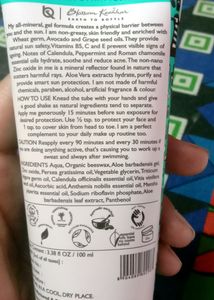 Bloom Kulture
EARTH TO BOTTLE
My all-mineral, gel formula creates a physical barrier between
me and the sun. I am non-greasy, skin friendly and enriched with
Wheat germ, Avocado and Grape seed oils. They provide
natural sun safety, Vitamins B5, C and E prevent visible signs of
ageing. Notes of Calendula, Peppermint and Roman chamomile
essential oils hydrate, soothe and reduce acne. The non-nano
Zinc oxide in me is a mineral reflector found in nature that
scatters harmful rays. Aloe Vera extracts hydrate, purify and
provide smart sun protection. I am not made of harmful
chemicals, paraben, alcohol, artificial fragrance & colour.
HOW TO USE Knead the tube with your hands to give me
a good shake as natural ingredients tend to separate.
Apply me generously 15 minutes before sun exposure for
desired protection. Use ½ tsp. to protect your face and
1 tsp. to cover skin from head to toe. I am a perfect
complement to your daily make up routine too.
CAUTION Reapply every 90 minutes and every 30 minutes if
you are doing something active, that's causing you to work up a
sweat and always after swimming.
INGREDIENTS Aqua, Organic beeswax, Aloe barbedensis gel,
Zinc oxide, Persea gratissima oil, Vegetable glycerin, Triticum
germ oil, Calendula officinalis essential oil, Vitis
Ascorbic acid, Anthemis nobilis essential oil, Mentha
essential oil, Sodium riboflavin phosphate, Aloe
barbedensis leaf extract, Panthenol
3.38 fl OZ / 100 ml
of all taxes)
A COOL, DRY PLACE.